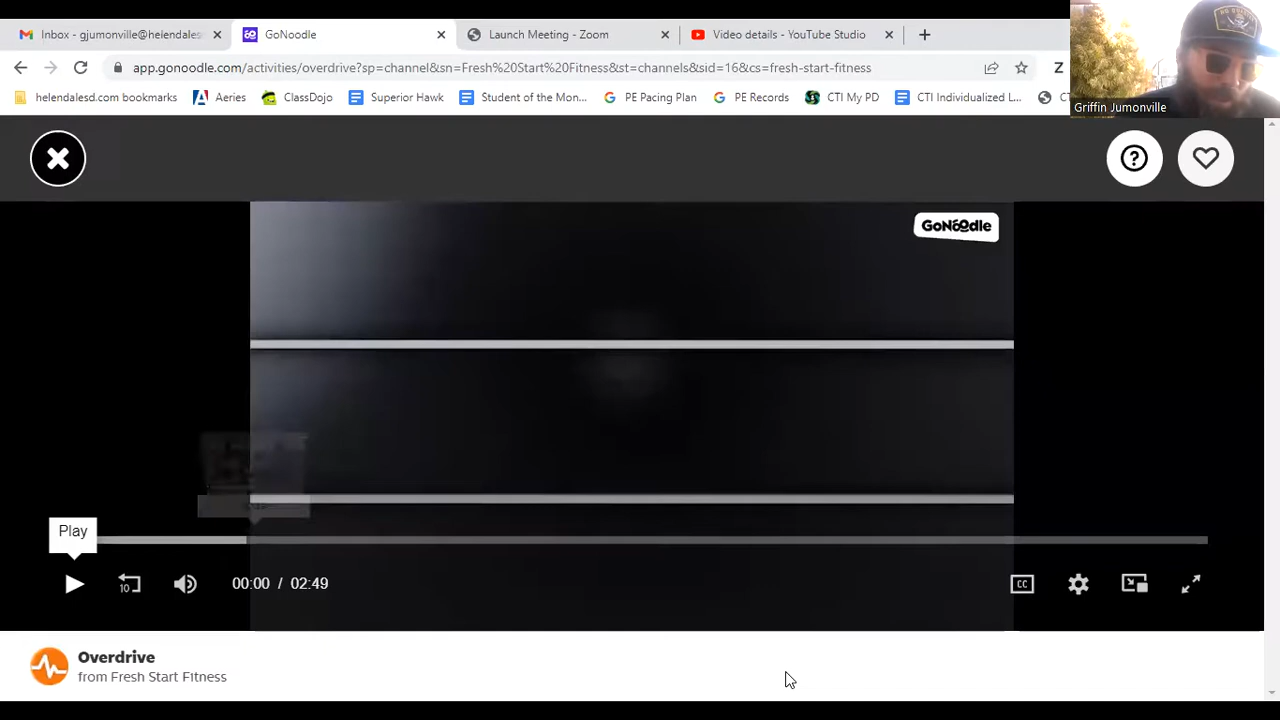 Inbox - gjumonville@helendales
GoNoodle
Launch Meeting - Zoom
Video details - YouTube Studio
app.gonoodle.com/activities/overdrive?sp=channel&sn=Fresh%20Start%20Fitness&st=channels&sid=16&cs=fresh-start-fitness
Z
helendalesd.com bookmarks
Aeries
ClassDojo
Superior Hawk
Student of the Mon...
PE Pacing Plan
PE Records
CTI My PD
CTI Individualized L...
Griffin Jumonville
GoNoodle
Play
10
00:00 / 02:49
CC
Overdrive
from Fresh Start Fitness